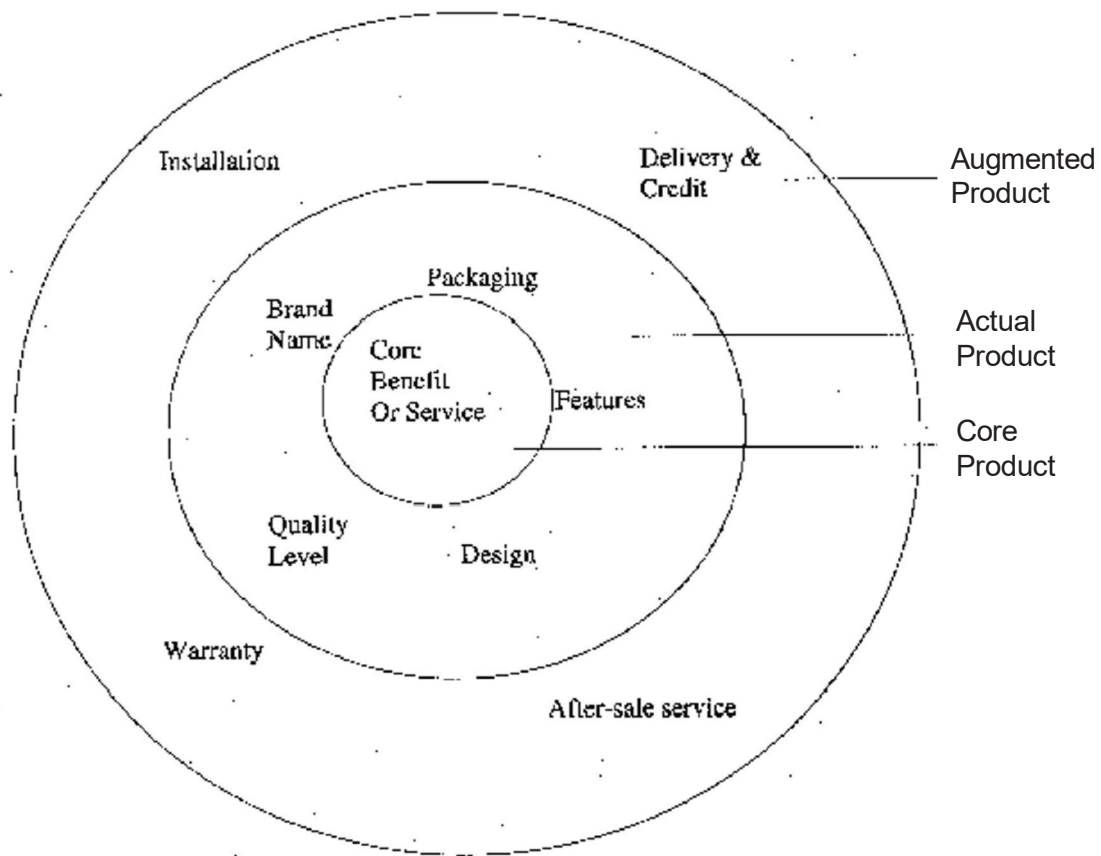 Installation
Delivery &
Credit
Augmented
Product
Packaging
Brand
Name
Actual
Product
Core
Benefit
Or Service
Features
Core
Product
Quality
Level
Design
Warranty
After-sale service